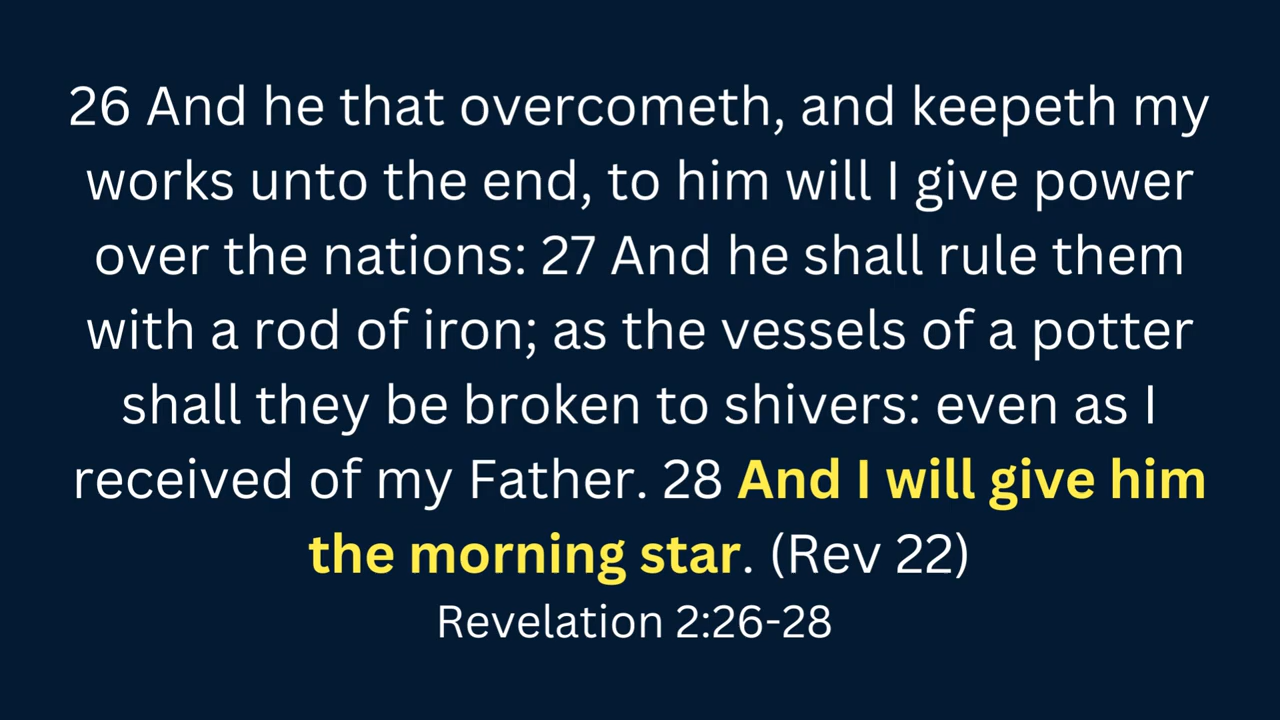 26 And he that overcometh, and keepeth my
works unto the end, to him will I give power
over the nations: 27 And he shall rule them
with a rod of iron; as the vessels of a potter
shall they be broken to shivers: even as I
received of my Father. 28 And I will give him
the morning star. (Rev 22)
Revelation 2:26-28